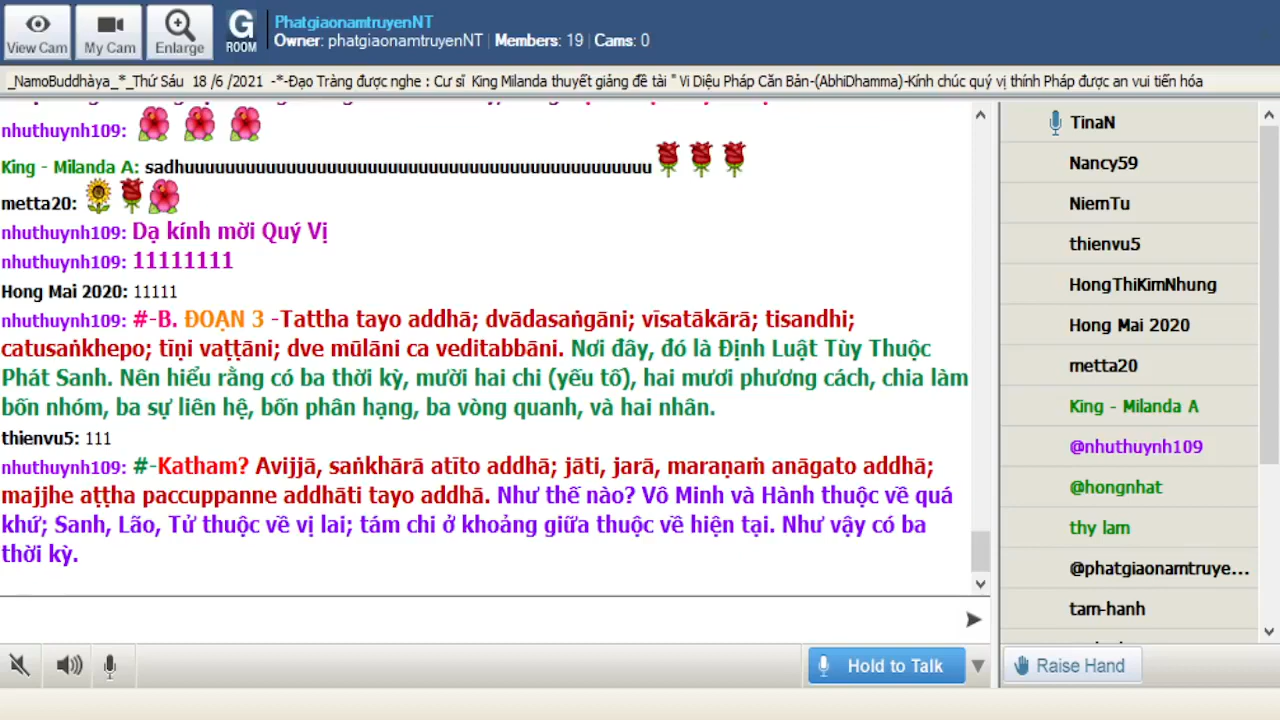 View Cam
My Cam
Enlarge
G
ROOM
PhatgiaonamtruyenNT
Owner: phatgiaonamtruyenNT | Members: 19 | Cams: 0
_NamoBuddhàya_*_Thứ Sáu 18 /6 /2021 -*-Đạo Tràng được nghe : Cư sĩ King Milanda thuyết giảng đề tài " Vi Diệu Pháp Căn Bản-(AbhiDhamma)-Kính chúc quý vị thính Pháp được an vui tiến hóa
nhuthuynh109:
King - Milanda A: sadhuuuuuuuuuuuuuuuuuuuuuuuuuuuuuuuuuuuuuuuuuuuuu
metta20:
nhuthuynh109: Dạ kính mời Quý Vị
nhuthuynh109: 11111111
Hong Mai 2020: 11111
nhuthuynh109: #-B. ĐOẠN 3 -Tattha tayo addhā; dvādasaṅgāni; vīsatākārā; tisandhi;
catusaṅkhepo; tīṇi vaṭṭāni; dve mūlāni ca veditabbāni. Nơi đây, đó là Định Luật Tùy Thuộc
Phát Sanh. Nên hiểu rằng có ba thời kỳ, mười hai chi (yếu tố), hai mươi phương cách, chia làm
bốn nhóm, ba sự liên hệ, bốn phân hạng, ba vòng quanh, và hai nhân.
thienvu5: 111
nhuthuynh109: #-Katham? Avijjā, saṅkhārā atīto addhā; jāti, jarā, maraṇaṁ anāgato addhā;
majjhe aṭṭha paccuppanne addhāti tayo addhā. Như thế nào? Vô Minh và Hành thuộc về quá
khứ; Sanh, Lão, Tử thuộc về vị lai; tám chi ở khoảng giữa thuộc về hiện tại. Như vậy có ba
thời kỳ.
TinaN
Nancy59
NiemTu
thienvu5
HongThiKimNhung
Hong Mai 2020
metta20
King - Milanda A
@nhuthuynh109
@hongnhat
thy lam
@phatgiaonamtruye...
tam-hanh
Hold to Talk
Raise Hand